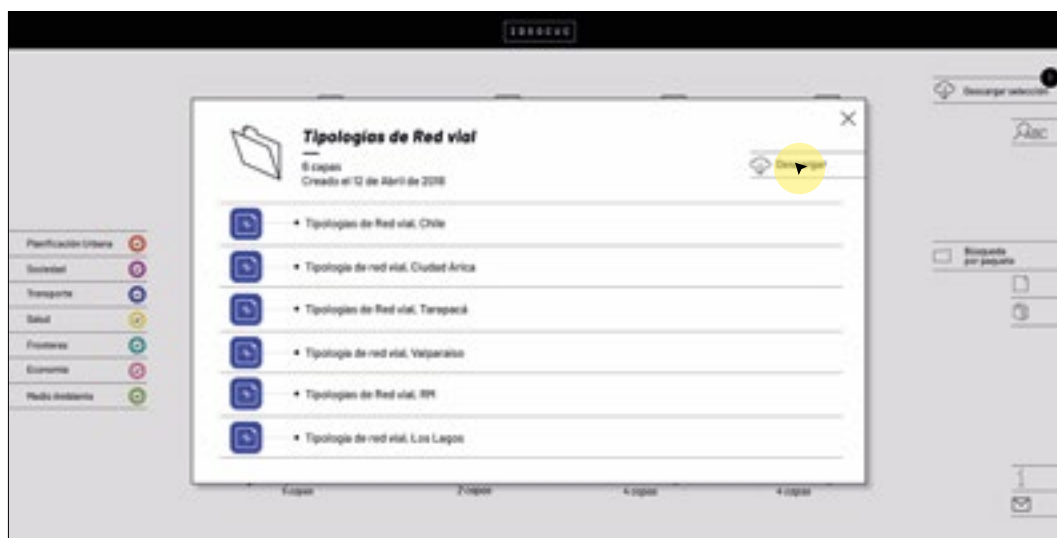 Descargar selección
ABC
Tipologías de Red vial
6 capas
Creado el 12 de Abril de 2018
Descargar
• Tipologías de Red vial, Chile
• Tipología de red vial, Ciudad Arica
• Tipologías de Red vial, Tarapacá
• Tipología de red vial, Valparaíso
• Tipologías de Red vial, RM
• Tipología de red vial, Los Lagos
Planificación Urbana
Sociedad
Transporte
Salud
Fronteras
Economía
Medio Ambiente
Búsqueda
por paquete
5 capas
2 capas
4 capas
4 capas